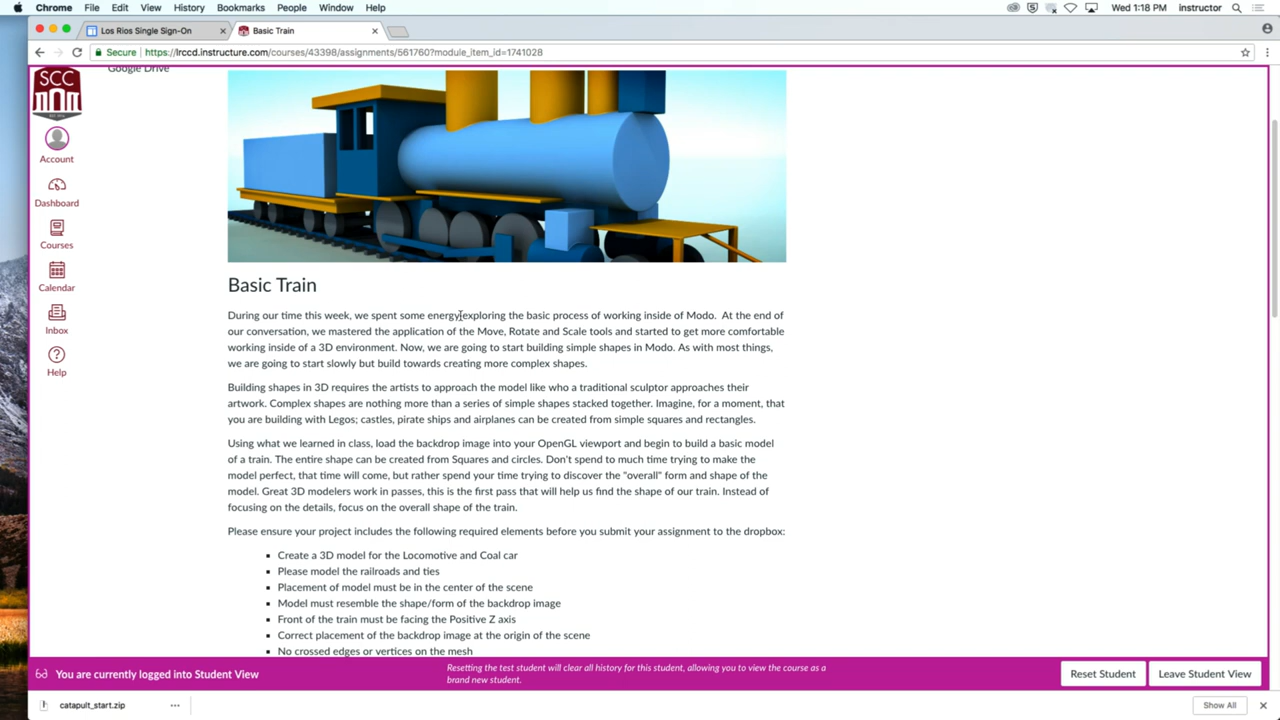 Chrome File Edit View History Bookmarks People Window Help Wed 1:18 PM instructor
Los Rios Single Sign-On Basic Train
Secure https://lrccd.instructure.com/courses/43398/assignments/561760?module_item_id=1741028
Google Drive
SCC
Account
Dashboard
Courses
Calendar
Inbox
Help
Basic Train
During our time this week, we spent some energy exploring the basic process of working inside of Modo. At the end of
our conversation, we mastered the application of the Move, Rotate and Scale tools and started to get more comfortable
working inside of a 3D environment. Now, we are going to start building simple shapes in Modo. As with most things,
we are going to start slowly but build towards creating more complex shapes.
Building shapes in 3D requires the artists to approach the model like who a traditional sculptor approaches their
artwork. Complex shapes are nothing more than a series of simple shapes stacked together. Imagine, for a moment, that
you are building with Legos; castles, pirate ships and airplanes can be created from simple squares and rectangles.
Using what we learned in class, load the backdrop image into your OpenGL viewport and begin to build a basic model
of a train. The entire shape can be created from Squares and circles. Don't spend to much time trying to make the
model perfect, that time will come, but rather spend your time trying to discover the "overall" form and shape of the
model. Great 3D modelers work in passes, this is the first pass that will help us find the shape of our train. Instead of
focusing on the details, focus on the overall shape of the train.
Please ensure your project includes the following required elements before you submit your assignment to the dropbox:
▪ Create a 3D model for the Locomotive and Coal car
▪ Please model the railroads and ties
▪ Placement of model must be in the center of the scene
▪ Model must resemble the shape/form of the backdrop image
▪ Front of the train must be facing the Positive Z axis
▪ Correct placement of the backdrop image at the origin of the scene
▪ No crossed edges or vertices on the mesh
You are currently logged into Student View
Resetting the test student will clear all history for this student, allowing you to view the course as a
brand new student.
Reset Student Leave Student View
catapult_start.zip Show All